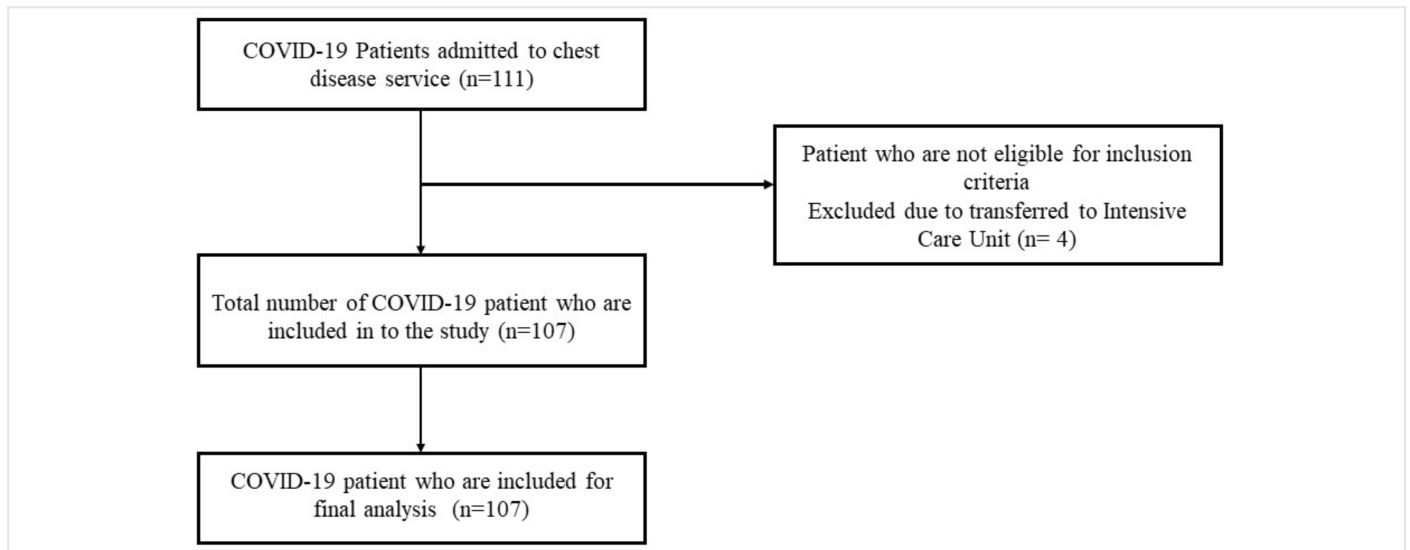 COVID-19 Patients admitted to chest
disease service (n=111)
Patient who are not eligible for inclusion
criteria
Excluded due to transferred to Intensive
Care Unit (n= 4)
Total number of COVID-19 patient who are
included in to the study (n=107)
COVID-19 patient who are included for
final analysis  (n=107)